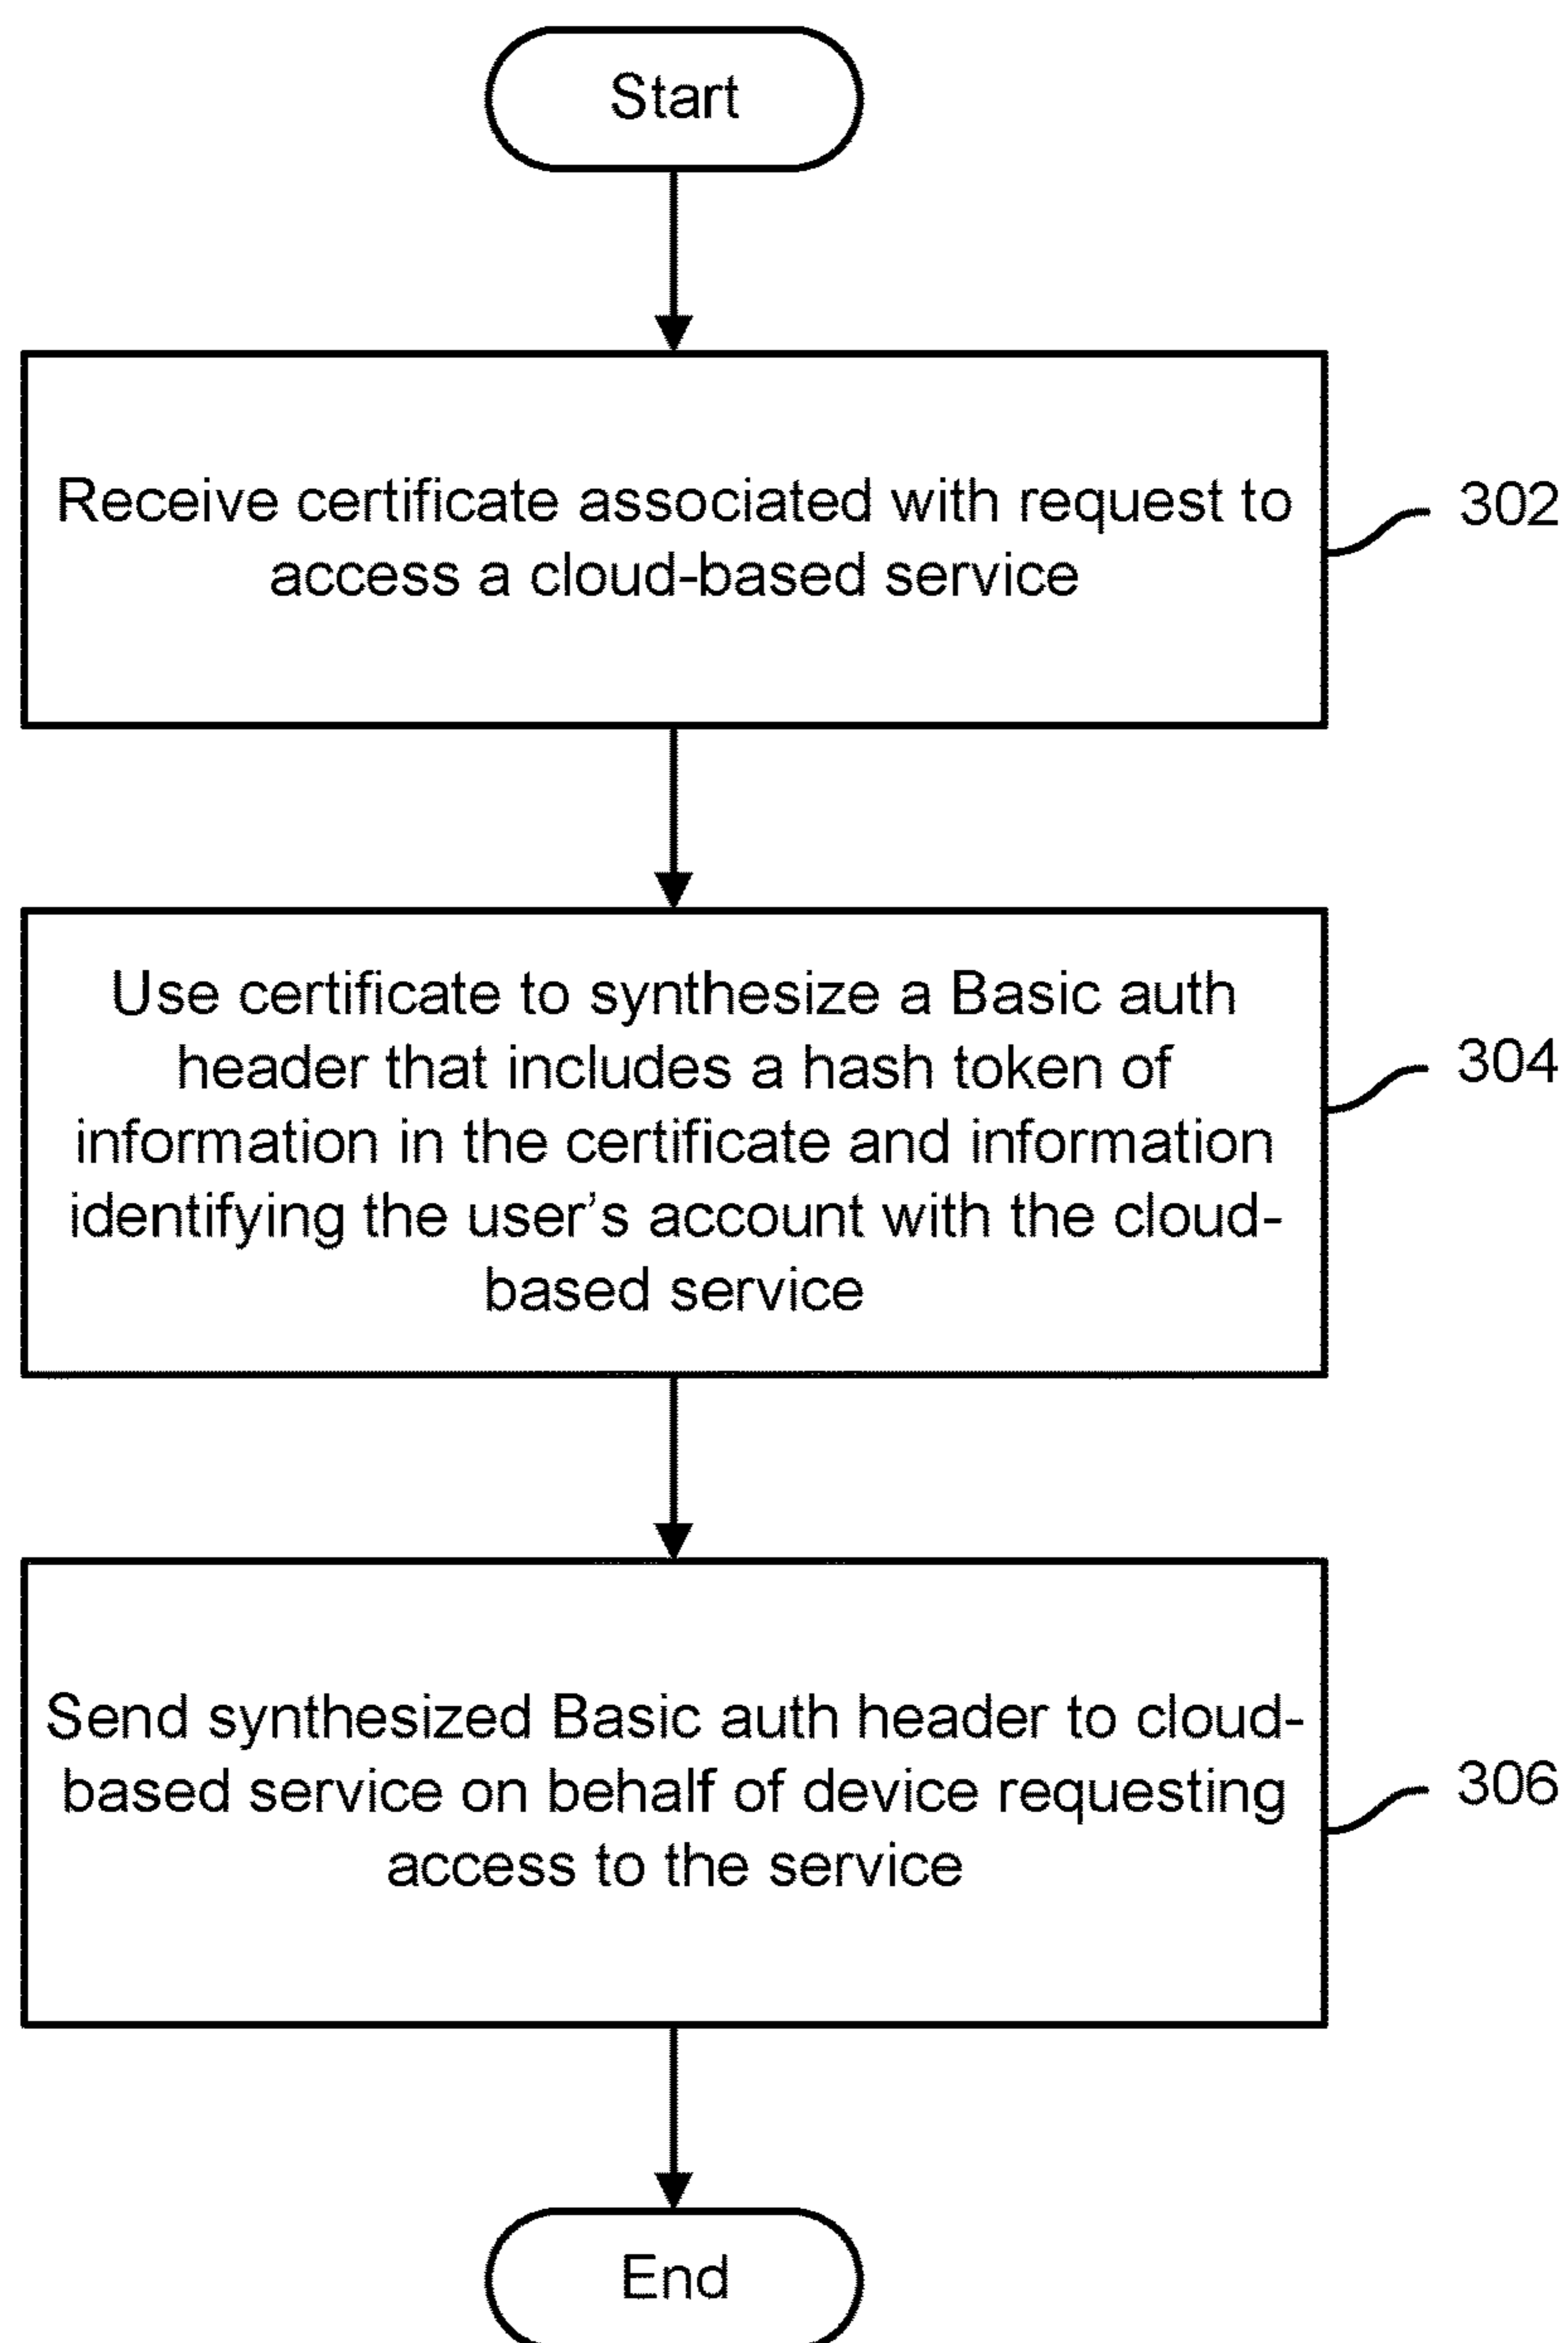 Start
Receive certificate associated with request to
access a cloud-based service
302
Use certificate to synthesize a Basic auth
header that includes a hash token of
information in the certificate and information
identifying the user's account with the cloud-
based service
304
Send synthesized Basic auth header to cloud-
based service on behalf of device requesting
access to the service
306
End